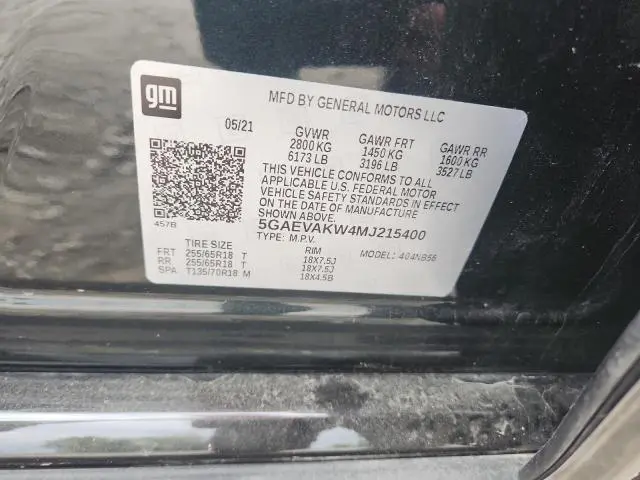 gm
MFD BY GENERAL MOTORS LLC
05/21 GVWR GAWR FRT GAWR RR
2800 KG 1450 KG 1600 KG
6173 LB 3196 LB 3527 LB
THIS VEHICLE CONFORMS TO ALL
APPLICABLE U.S. FEDERAL MOTOR
VEHICLE SAFETY STANDARDS IN EFFECT
ON THE DATE OF MANUFACTURE
SHOWN ABOVE.
457B 5GAEVAKW4MJ215400
TYPE: M.P.V. MODEL: 404NB56
TIRE SIZE RIM
FRT 255/65R18 T 18X7.5J
RR 255/65R18 T 18X7.5J
SPA T135/70R18 M 18X4.5B